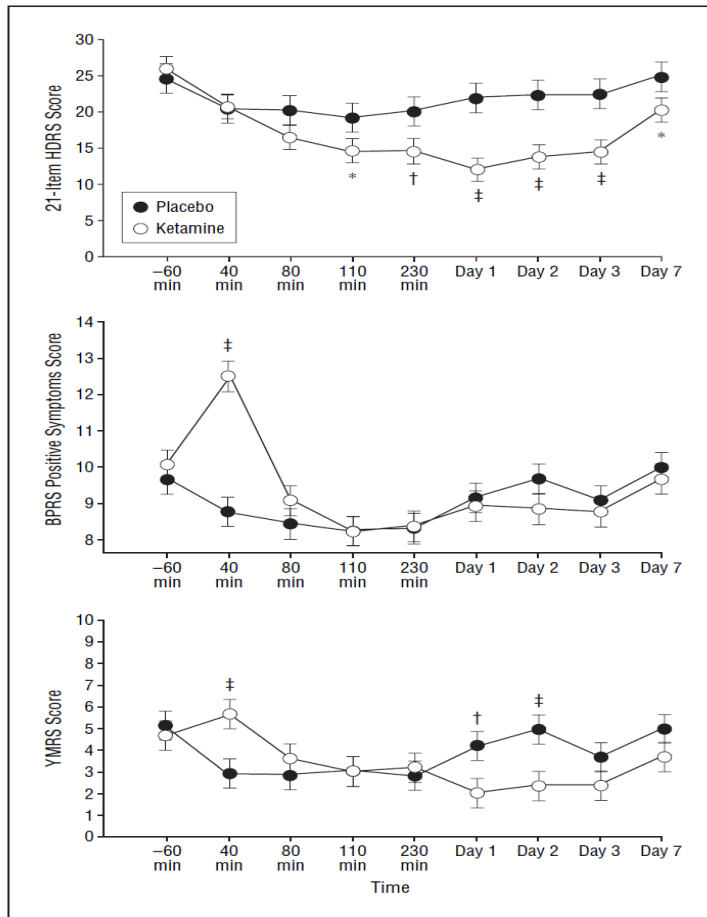 21-Item HDRS Score
30
25
20
15
10
5
0
Placebo
Ketamine
*
†
‡
‡
‡
*
−60 min
40 min
80 min
110 min
230 min
Day 1
Day 2
Day 3
Day 7
BPRS Positive Symptoms Score
14
13
12
11
10
9
8
‡
−60 min
40 min
80 min
110 min
230 min
Day 1
Day 2
Day 3
Day 7
YMRS Score
10
9
8
7
6
5
4
3
2
1
0
‡
†
‡
−60 min
40 min
80 min
110 min
230 min
Day 1
Day 2
Day 3
Day 7
Time